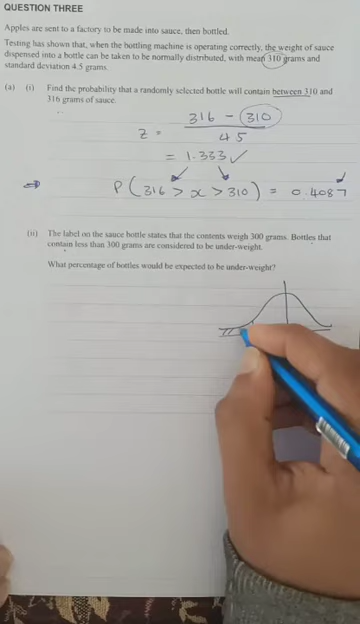 QUESTION THREE
Apples are sent to a factory to be made into sauce, then bottled.
Testing has shown that, when the bottling machine is operating correctly, the weight of sauce
dispensed into a bottle can be taken to be normally distributed, with mean 310 grams and
standard deviation 4.5 grams.
(a) (i) Find the probability that a randomly selected bottle will contain between 310 and
316 grams of sauce.
316 - 310
Z =
4.5
= 1.333 ✓
⇒ P(316 > x > 310) = 0.4087
(ii) The label on the sauce bottle states that the contents weigh 300 grams. Bottles that
contain less than 300 grams are considered to be under-weight.
What percentage of bottles would be expected to be under-weight?